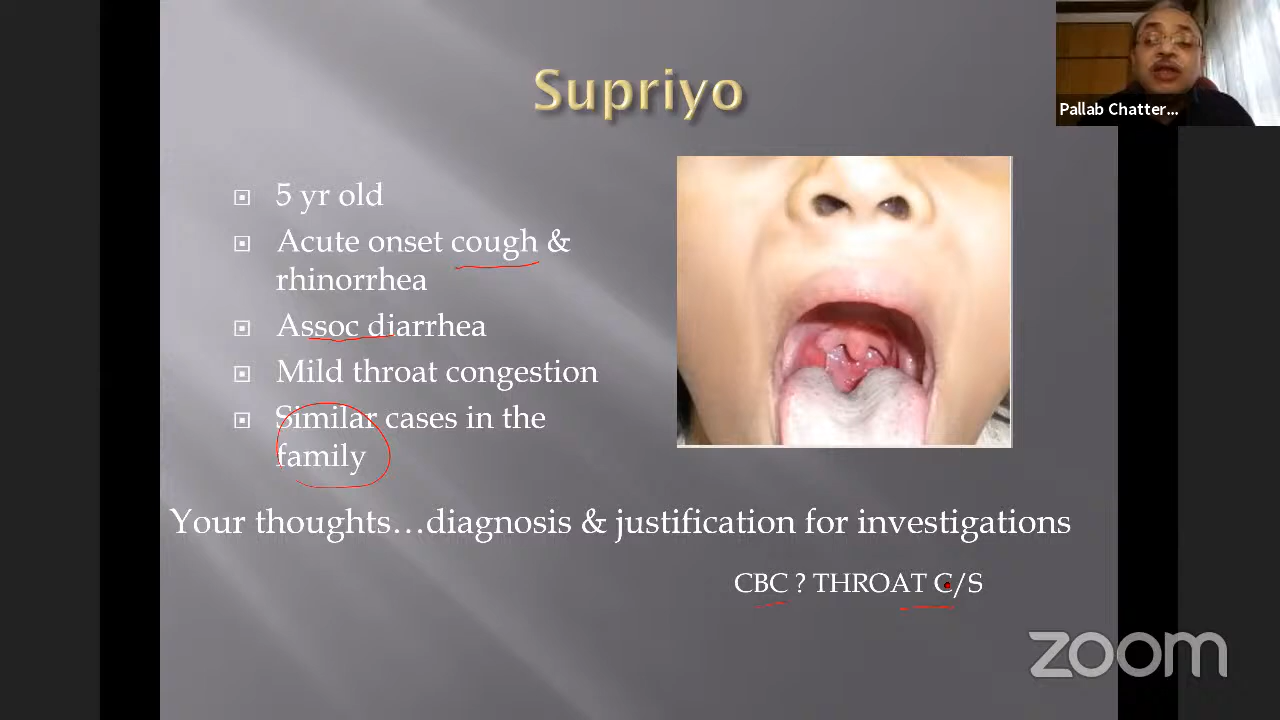 Supriyo
Pallab Chatter...
5 yr old
Acute onset cough &
rhinorrhea
Assoc diarrhea
Mild throat congestion
Similar cases in the
family
Your thoughts...diagnosis & justification for investigations
CBC ? THROAT C/S
zoom